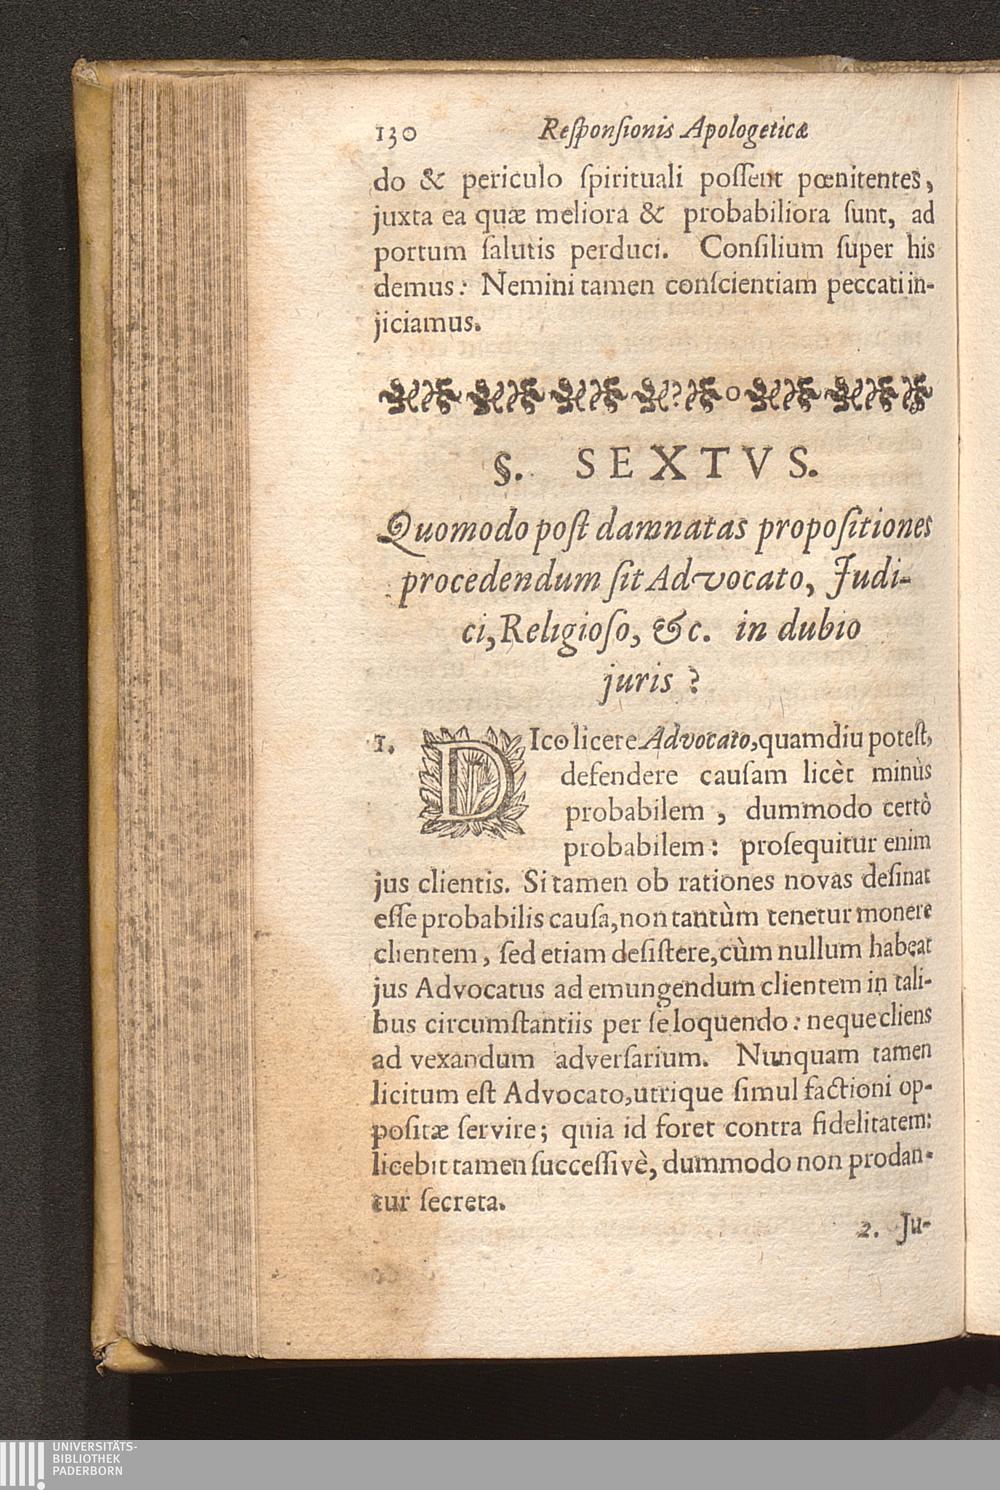 130 Reſponſionis Apologeticæ
do & periculo ſpirituali poſſent pœnitentes,
juxta ea quæ meliora & probabiliora ſunt, ad
portum ſalutis perduci. Conſilium ſuper his
demus: Nemini tamen conſcientiam peccati in-
jiciamus.
§. SEXTVS.
Quomodo poſt damnatas propoſitiones
procedendum ſit Advocato, Judi-
ci, Religioſo, &c. in dubio
juris?
1. DIco licere Advocato, quamdiu poteſt,
defendere cauſam licèt minùs
probabilem, dummodo certò
probabilem: proſequitur enim
jus clientis. Si tamen ob rationes novas deſinat
eſſe probabilis cauſa, non tantùm tenetur monere
clientem, ſed etiam deſiſtere, cùm nullum habeat
jus Advocatus ad emungendum clientem in tali-
bus circumſtantiis per ſe loquendo: neque cliens
ad vexandum adverſarium. Nunquam tamen
licitum eſt Advocato, utrique ſimul factioni op-
poſitæ ſervire; quia id foret contra fidelitatem:
licebit tamen ſucceſſivè, dummodo non prodan-
tur ſecreta.
2. Ju-
UNIVERSITÄTS-
BIBLIOTHEK
PADERBORN